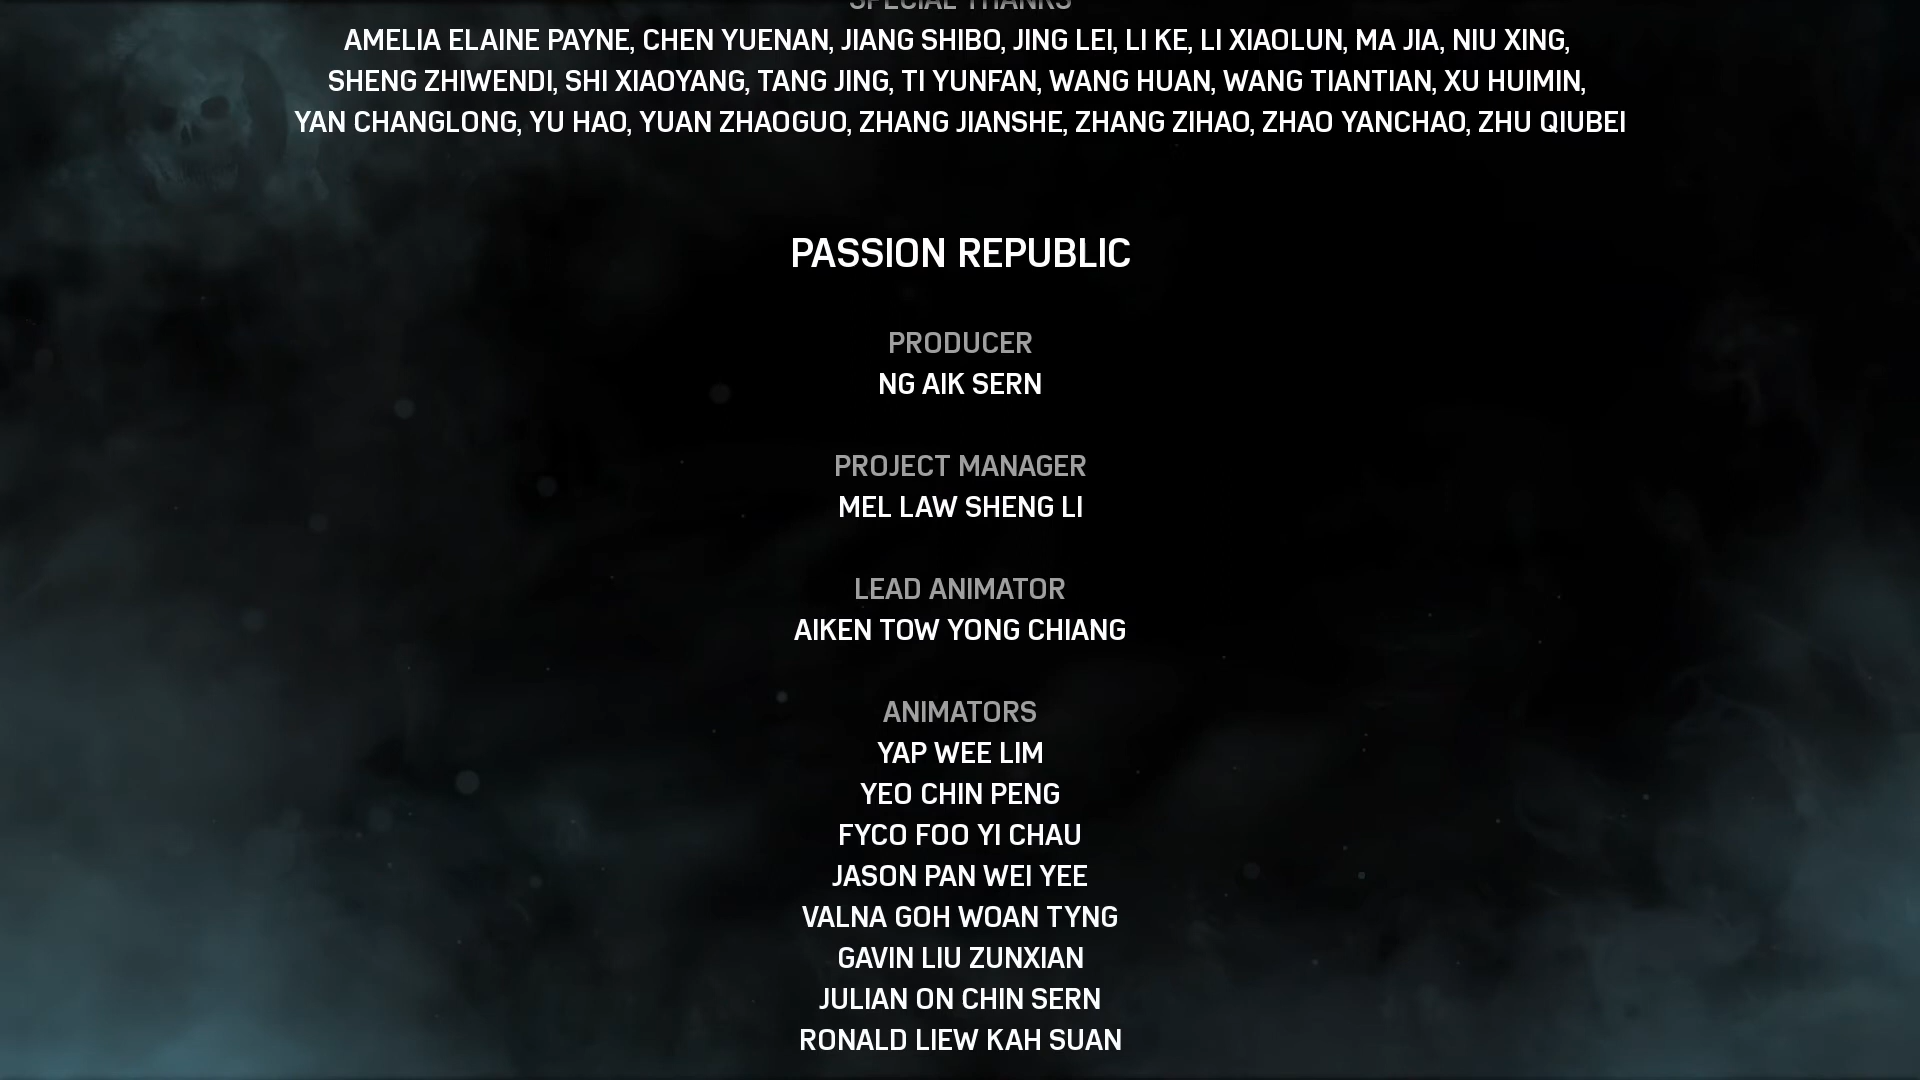 SPECIAL THANKS
AMELIA ELAINE PAYNE, CHEN YUENAN, JIANG SHIBO, JING LEI, LI KE, LI XIAOLUN, MA JIA, NIU XING,
SHENG ZHIWENDI, SHI XIAOYANG, TANG JING, TI YUNFAN, WANG HUAN, WANG TIANTIAN, XU HUIMIN,
YAN CHANGLONG, YU HAO, YUAN ZHAOGUO, ZHANG JIANSHE, ZHANG ZIHAO, ZHAO YANCHAO, ZHU QIUBEI
PASSION REPUBLIC
PRODUCER
NG AIK SERN
PROJECT MANAGER
MEL LAW SHENG LI
LEAD ANIMATOR
AIKEN TOW YONG CHIANG
ANIMATORS
YAP WEE LIM
YEO CHIN PENG
FYCO FOO YI CHAU
JASON PAN WEI YEE
VALNA GOH WOAN TYNG
GAVIN LIU ZUNXIAN
JULIAN ON CHIN SERN
RONALD LIEW KAH SUAN